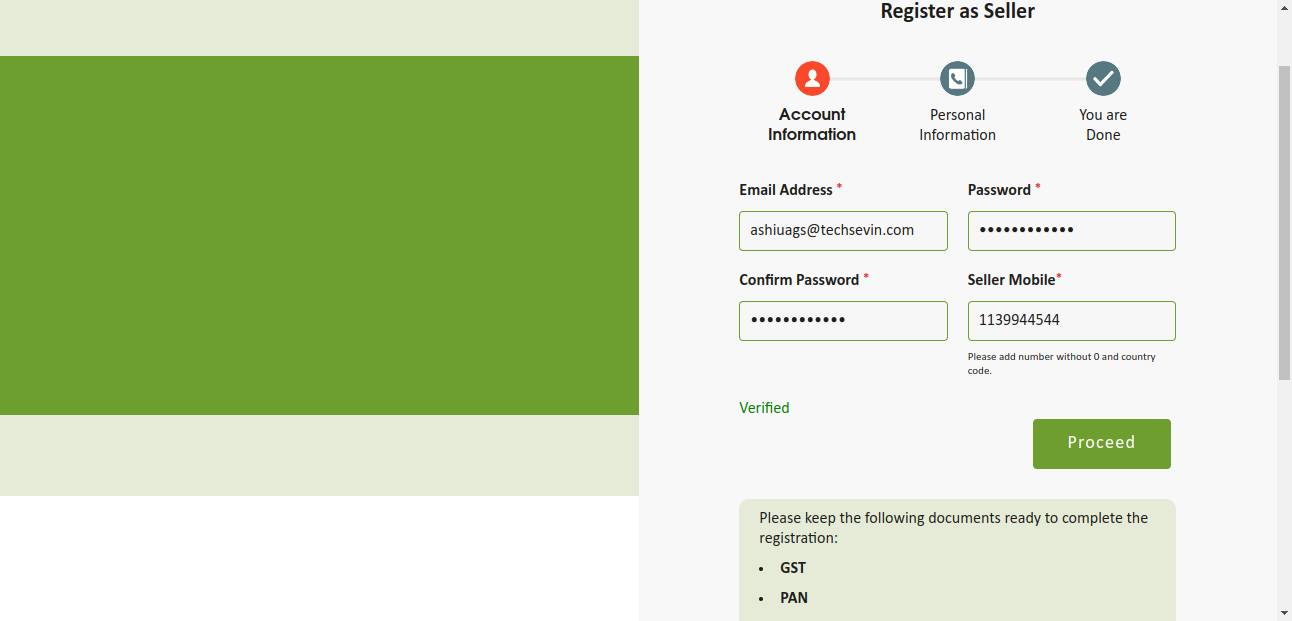 Register as Seller
Account
Information
Personal
Information
You are
Done
Email Address *
Password *
ashiuags@techsevin.com
••••••••••••
Confirm Password *
Seller Mobile*
••••••••••••
1139944544
Please add number without 0 and country
code.
Verified
Proceed
Please keep the following documents ready to complete the
registration:
• GST
• PAN